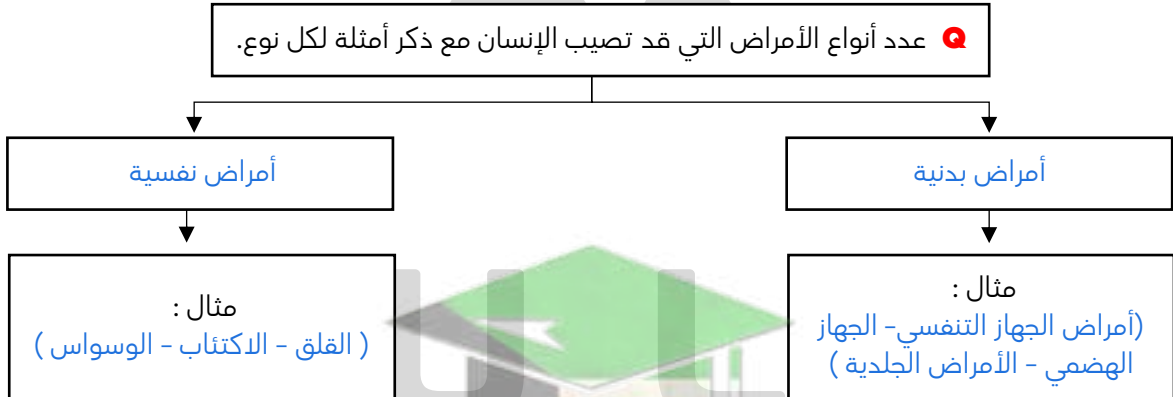 Q عدد أنواع الأمراض التي قد تصيب الإنسان مع ذكر أمثلة لكل نوع.
أمراض بدنية
أمراض نفسية
مثال :
(أمراض الجهاز التنفسي- الجهاز
الهضمي - الأمراض الجلدية )
مثال :
( القلق - الاكتئاب - الوسواس )